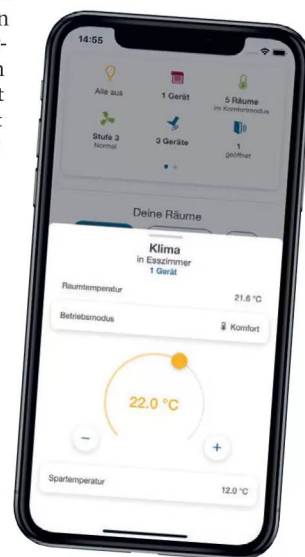 14:55
Alle aus
1 Gerät
5 Räume
im Komfortmodus
Stufe 3
Normal
3 Geräte
1
geöffnet
Deine Räume
Klima
in Esszimmer
1 Gerät
Raumtemperatur 21.6 °C
Betriebsmodus Komfort
22.0 °C
− +
Spartemperatur 12.0 °C